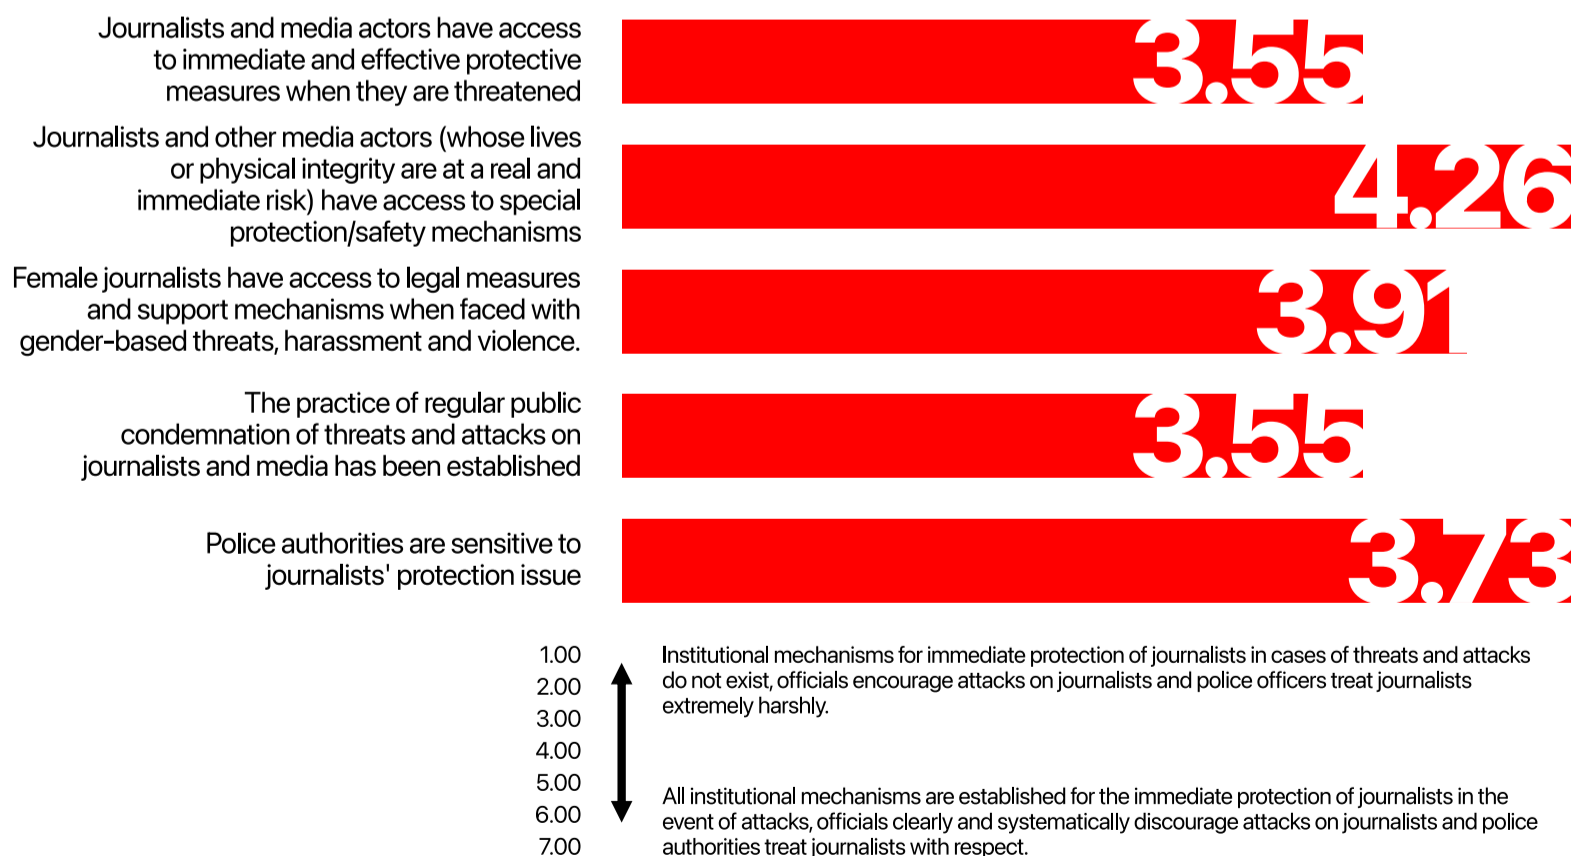 Journalists and media actors have access
to immediate and effective protective
measures when they are threatened
3.55
Journalists and other media actors (whose lives
or physical integrity are at a real and
immediate risk) have access to special
protection/safety mechanisms
4.26
Female journalists have access to legal measures
and support mechanisms when faced with
gender-based threats, harassment and violence.
3.91
The practice of regular public
condemnation of threats and attacks on
journalists and media has been established
3.55
Police authorities are sensitive to
journalists' protection issue
3.73
1.00
2.00
3.00
4.00
5.00
6.00
7.00
Institutional mechanisms for immediate protection of journalists in cases of threats and attacks
do not exist, officials encourage attacks on journalists and police officers treat journalists
extremely harshly.
All institutional mechanisms are established for the immediate protection of journalists in the
event of attacks, officials clearly and systematically discourage attacks on journalists and police
authorities treat journalists with respect.